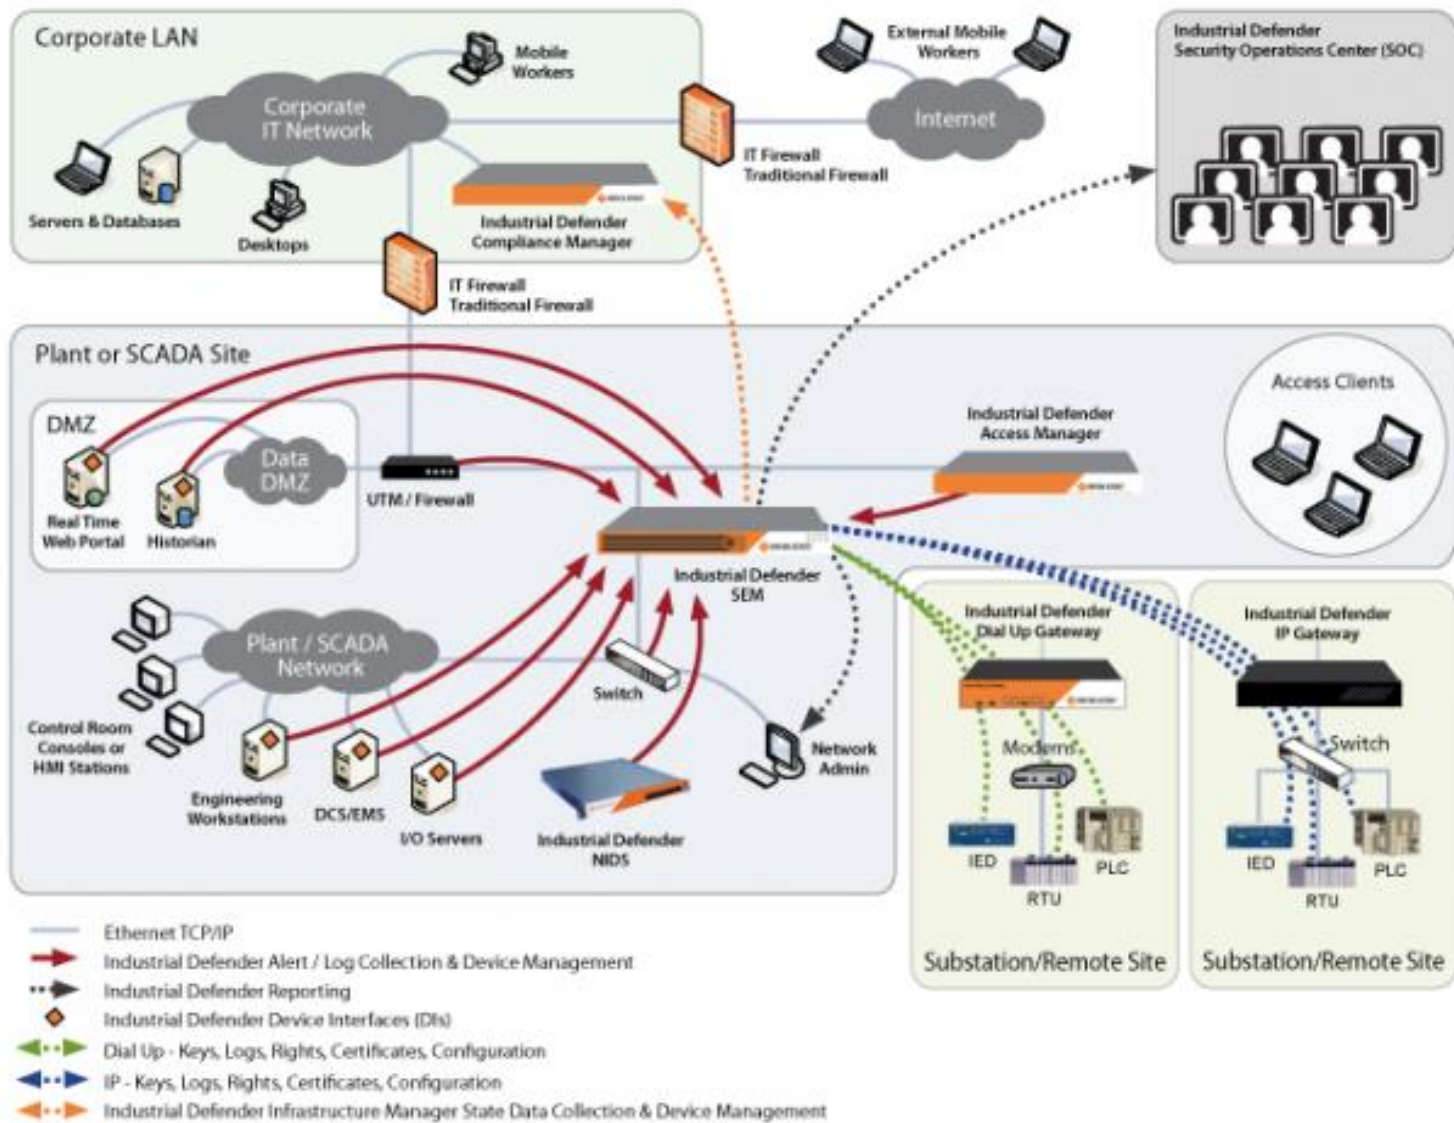 Corporate LAN
Mobile
Workers
Corporate
IT Network
Servers & Databases
Desktops
Industrial Defender
Compliance Manager
IT Firewall
Traditional Firewall
External Mobile
Workers
Internet
IT Firewall
Traditional Firewall
Industrial Defender
Security Operations Center (SOC)
Plant or SCADA Site
DMZ
Data
DMZ
Real Time
Web Portal
Historian
UTM / Firewall
Industrial Defender
Access Manager
Access Clients
Industrial Defender
SEM
Plant / SCADA
Network
Control Room
Consoles or
HMI Stations
Engineering
Workstations
DCS/EMS
I/O Servers
Switch
Industrial Defender
NIDS
Network
Admin
Industrial Defender
Dial Up Gateway
Modems
IED
RTU
PLC
Substation/Remote Site
Industrial Defender
IP Gateway
Switch
IED
RTU
PLC
Substation/Remote Site
Ethernet TCP/IP
Industrial Defender Alert / Log Collection & Device Management
Industrial Defender Reporting
Industrial Defender Device Interfaces (DIs)
Dial Up - Keys, Logs, Rights, Certificates, Configuration
IP - Keys, Logs, Rights, Certificates, Configuration
Industrial Defender Infrastructure Manager State Data Collection & Device Management